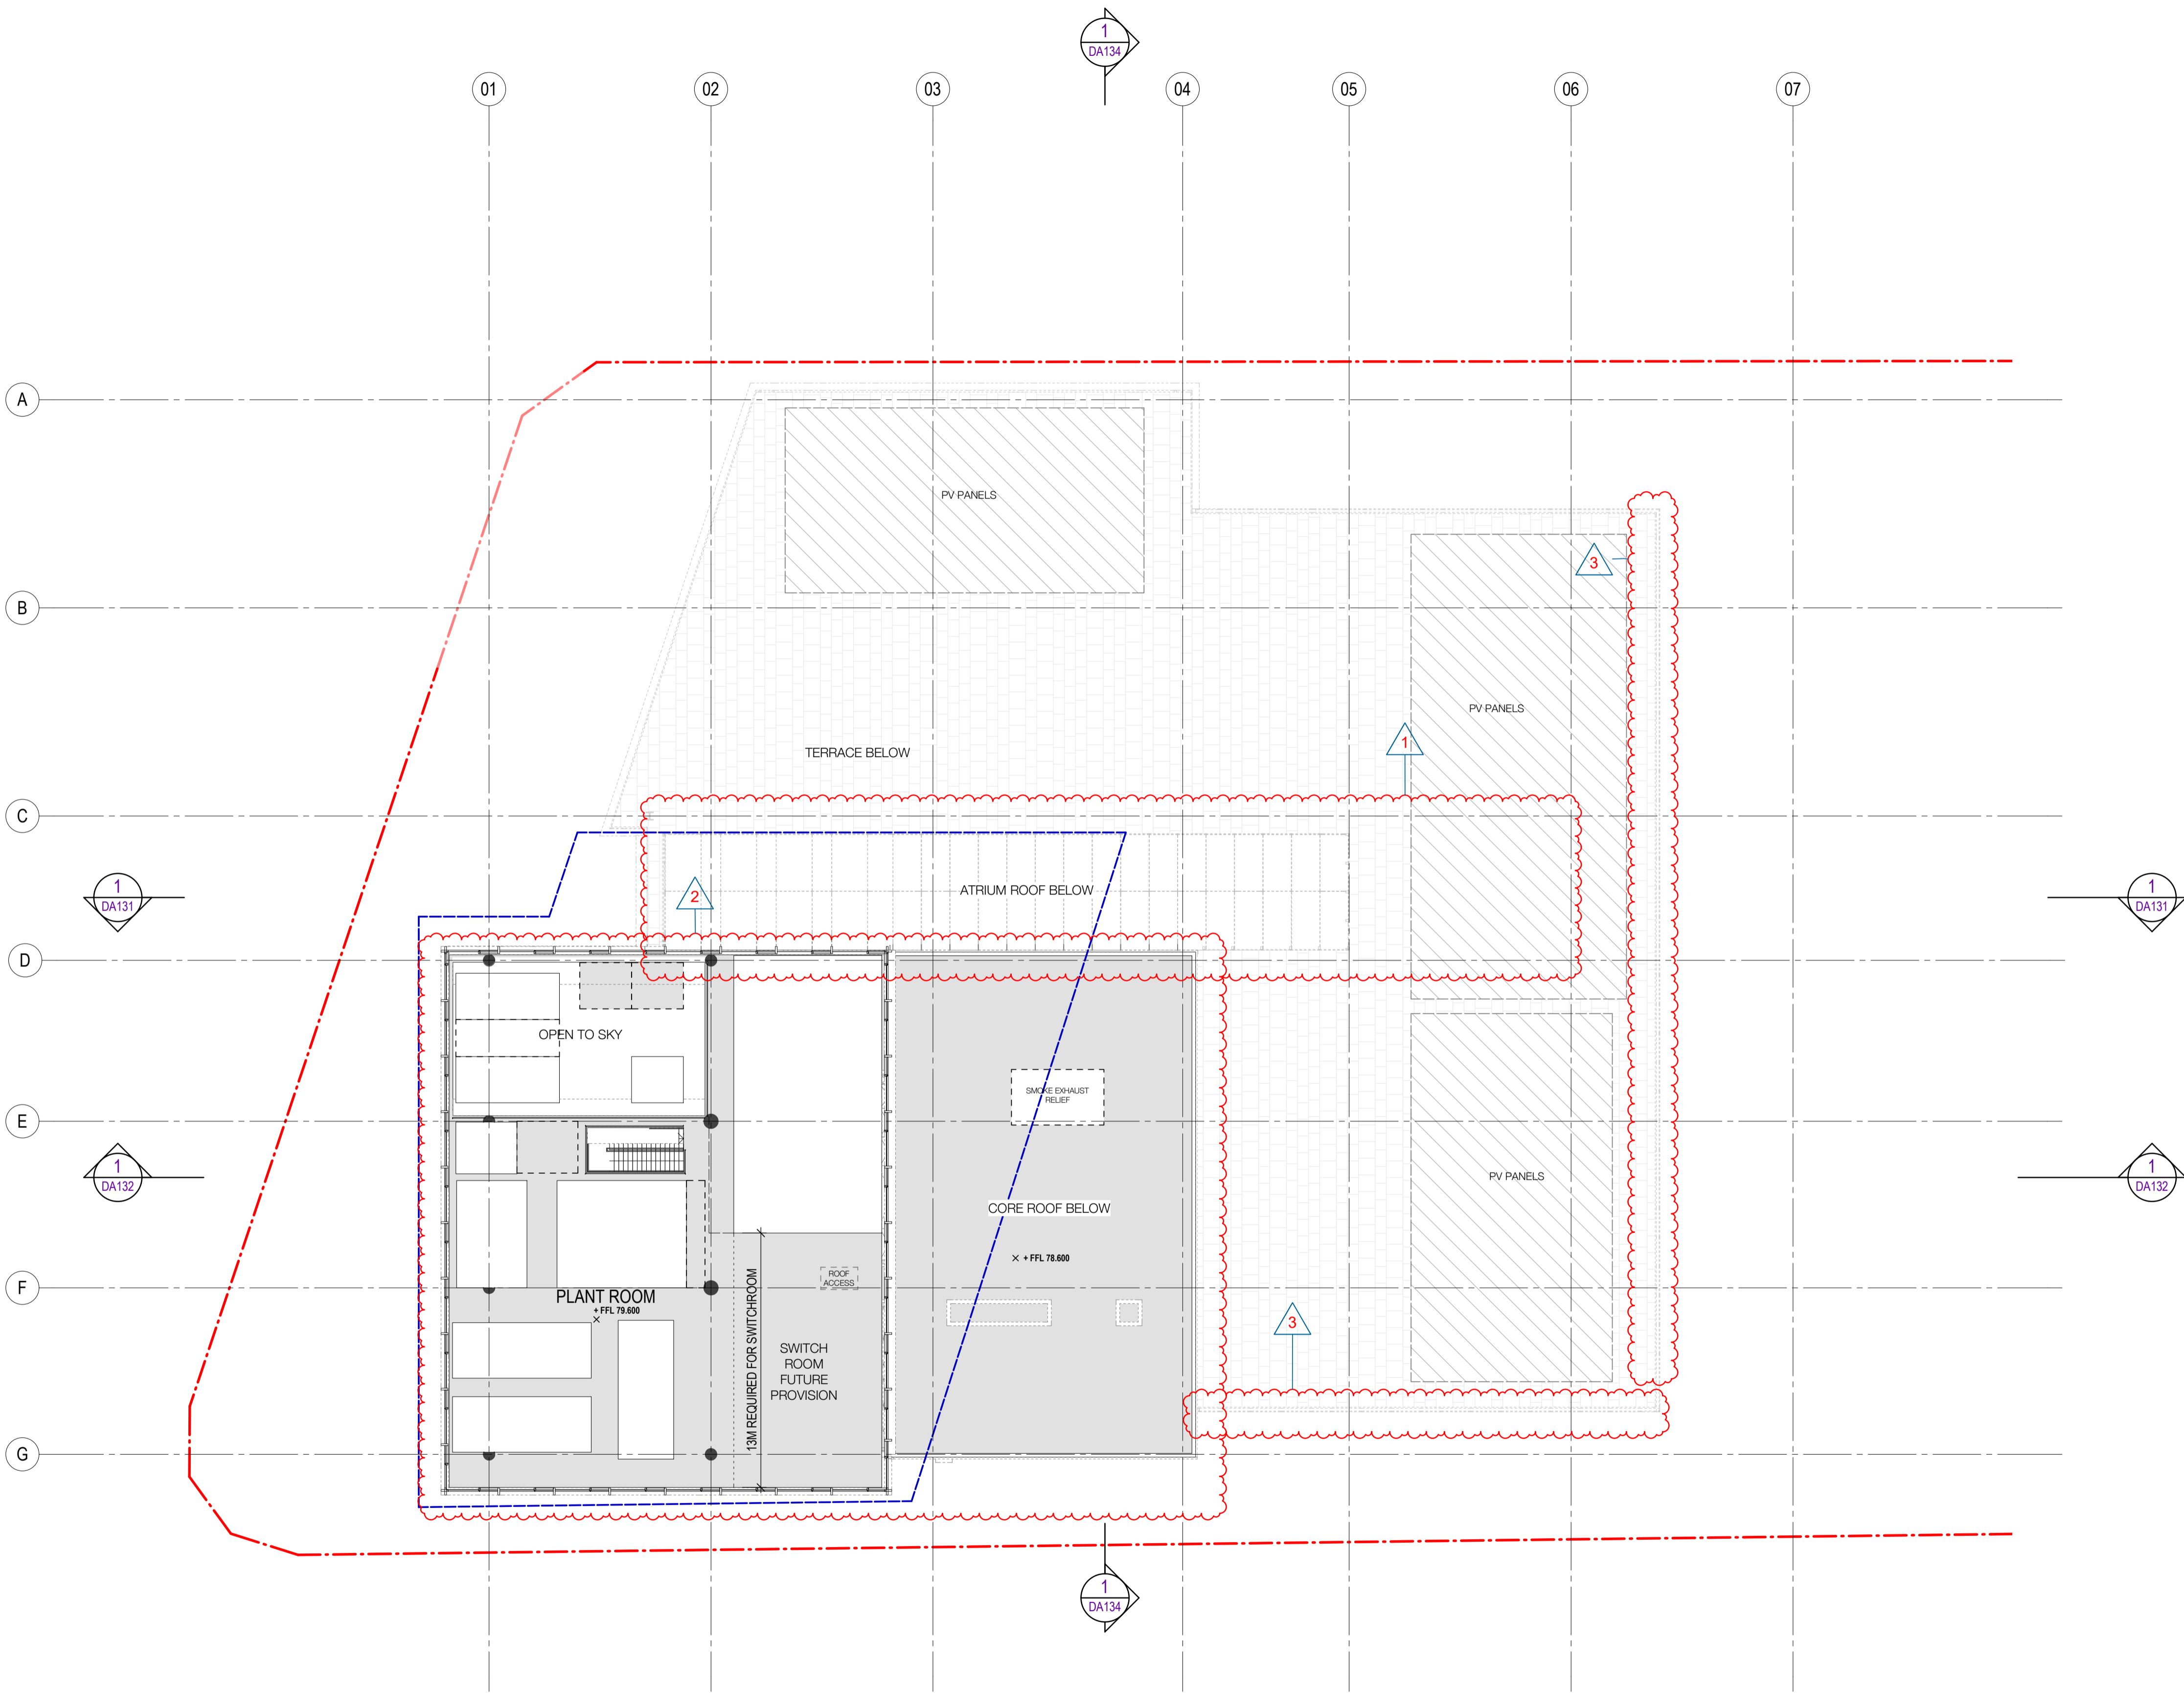 1
DA134
01
02
03
04
05
06
07
A
PV PANELS
3
B
PV PANELS
1
TERRACE BELOW
C
1
DA131
2
ATRIUM ROOF BELOW
1
DA131
D
OPEN TO SKY
SMOKE EXHAUST
RELIEF
E
1
DA132
PV PANELS
1
DA132
CORE ROOF BELOW
+ FFL 78.600
ROOF
ACCESS
F
PLANT ROOM
+ FFL 79.600
13M REQUIRED FOR SWITCHROOM
3
SWITCH
ROOM
FUTURE
PROVISION
G
1
DA134